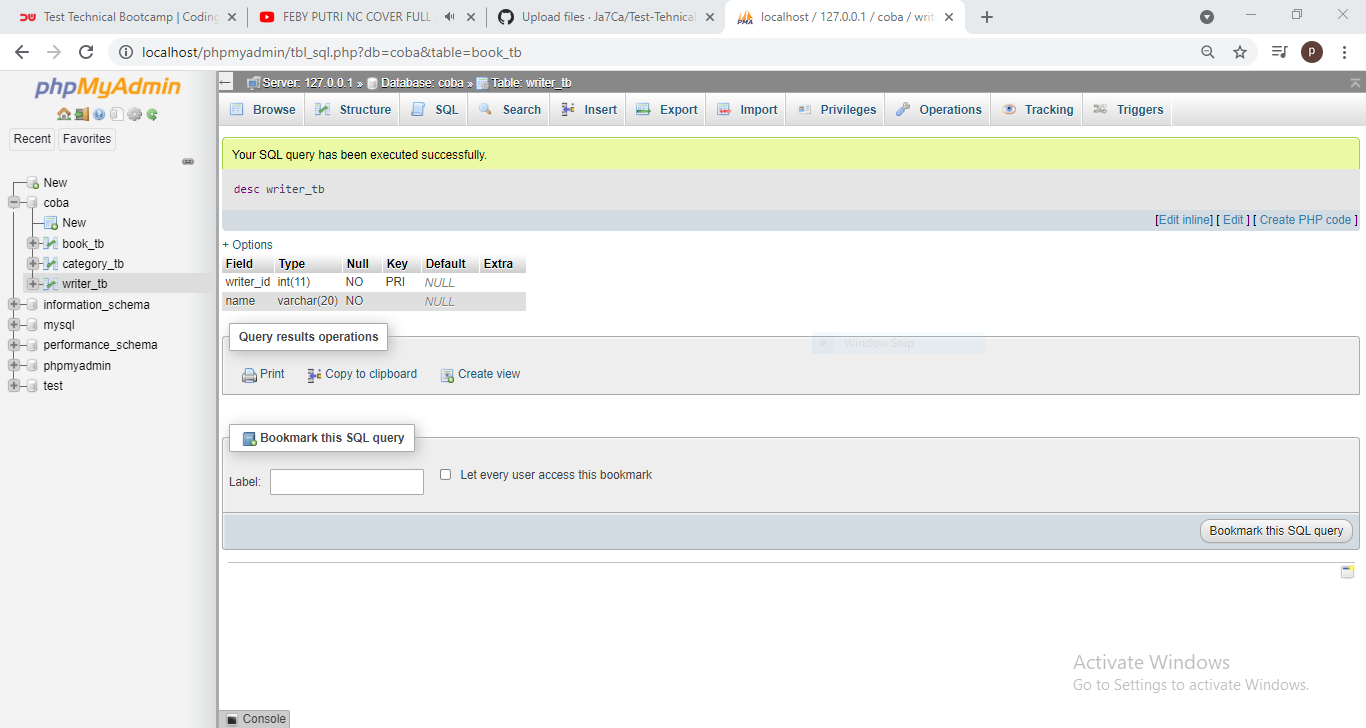 Test Technical Bootcamp | Coding
FEBY PUTRI NC COVER FULL
Upload files · Ja7Ca/Test-Tehnical
localhost / 127.0.0.1 / coba / writ
localhost/phpmyadmin/tbl_sql.php?db=coba&table=book_tb
P
phpMyAdmin
Recent
Favorites
New
coba
New
book_tb
category_tb
writer_tb
information_schema
mysql
performance_schema
phpmyadmin
test
Server: 127.0.0.1 » Database: coba » Table: writer_tb
Browse Structure SQL Search Insert Export Import Privileges Operations Tracking Triggers
Your SQL query has been executed successfully.
desc writer_tb
[Edit inline] [ Edit ] [ Create PHP code ]
+ Options
Field Type Null Key Default Extra
writer_id int(11) NO PRI NULL
name varchar(20) NO NULL
Query results operations
Window Snip
Print Copy to clipboard Create view
Bookmark this SQL query
Label:
Let every user access this bookmark
Bookmark this SQL query
Activate Windows
Go to Settings to activate Windows.
Console